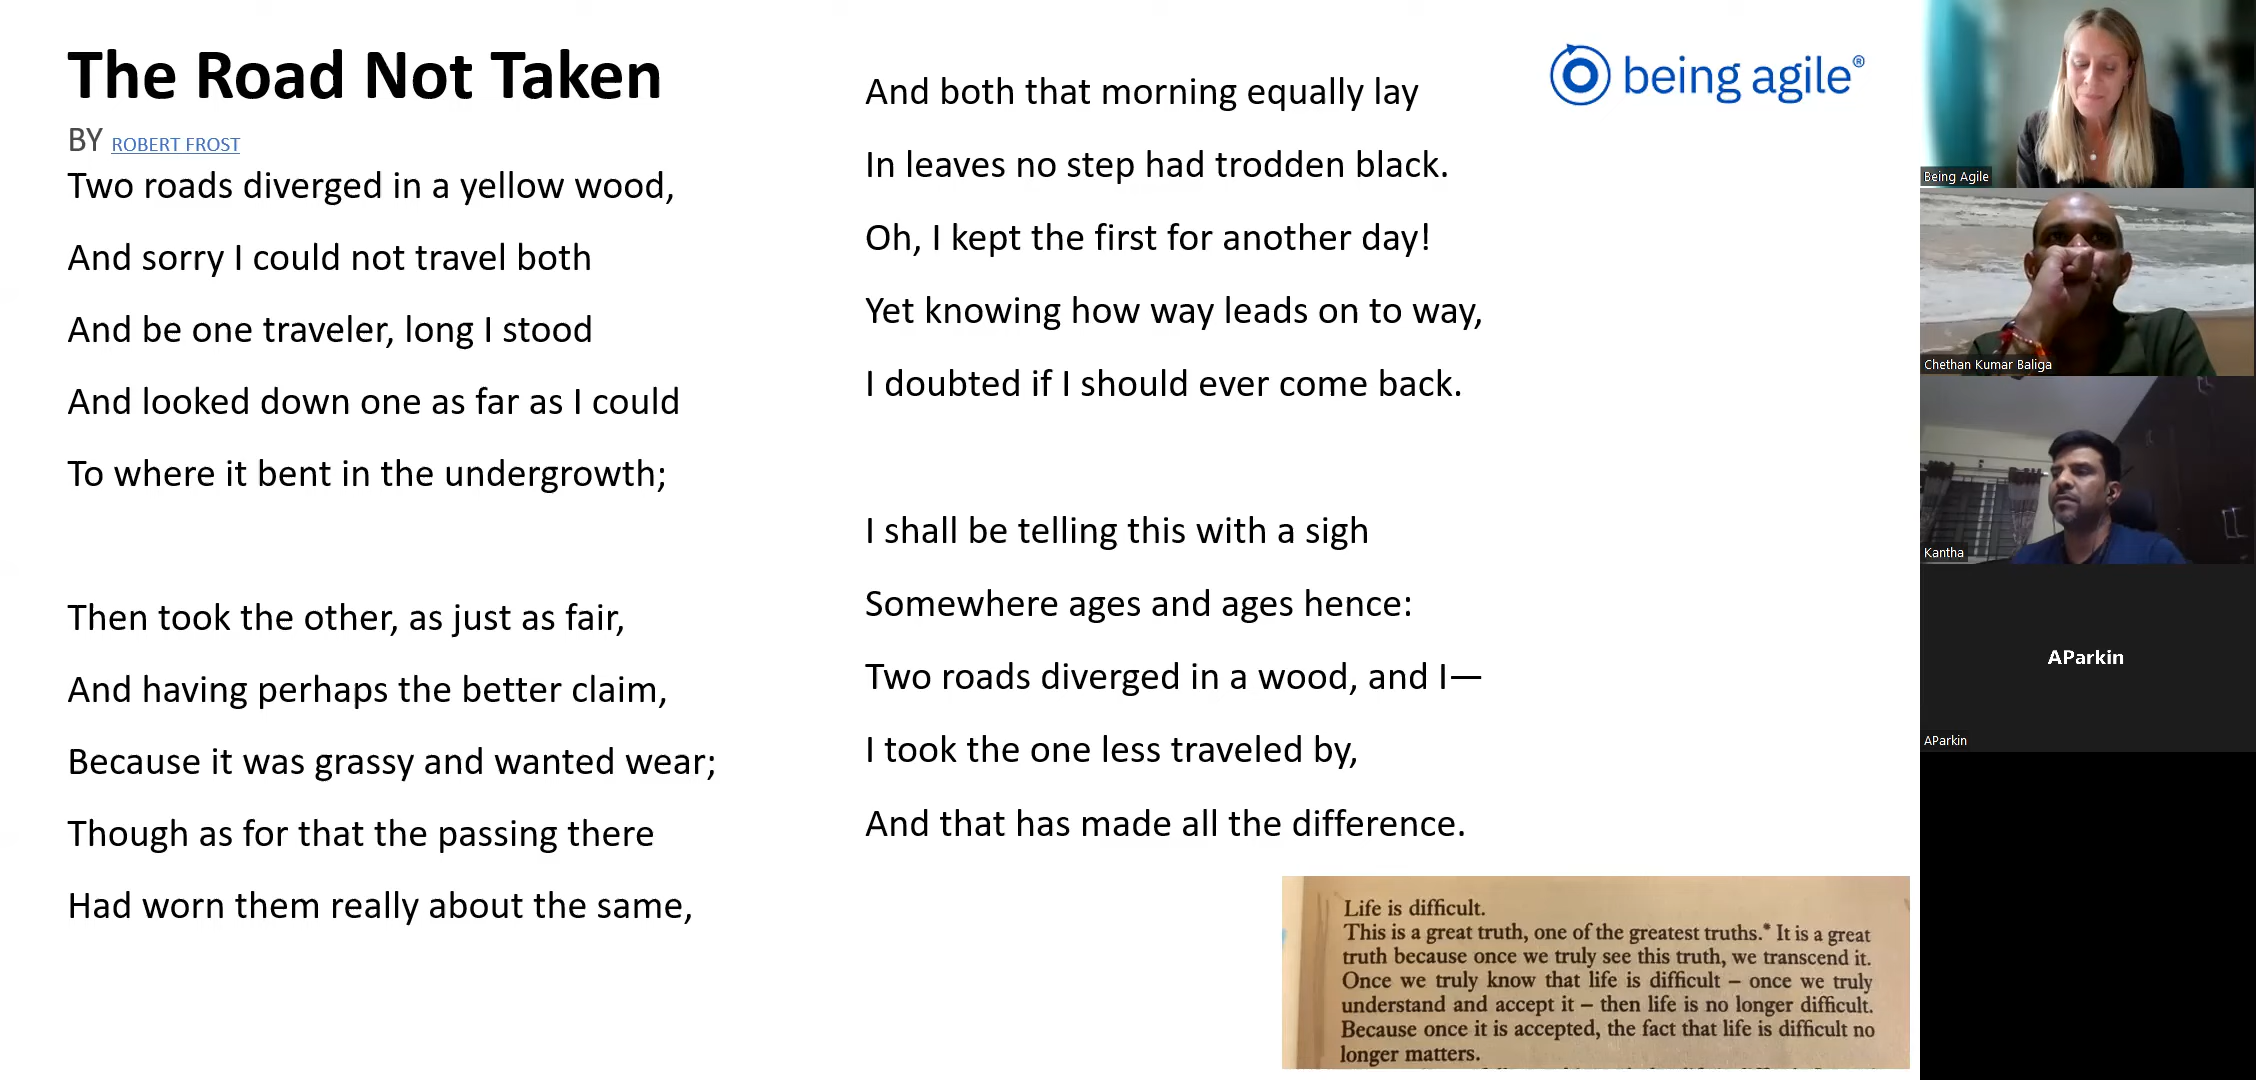 The Road Not Taken
BY ROBERT FROST
Two roads diverged in a yellow wood,
And sorry I could not travel both
And be one traveler, long I stood
And looked down one as far as I could
To where it bent in the undergrowth;
Then took the other, as just as fair,
And having perhaps the better claim,
Because it was grassy and wanted wear;
Though as for that the passing there
Had worn them really about the same,
And both that morning equally lay
In leaves no step had trodden black.
Oh, I kept the first for another day!
Yet knowing how way leads on to way,
I doubted if I should ever come back.
I shall be telling this with a sigh
Somewhere ages and ages hence:
Two roads diverged in a wood, and I—
I took the one less traveled by,
And that has made all the difference.
being agile®
Life is difficult.
This is a great truth, one of the greatest truths.* It is a great
truth because once we truly see this truth, we transcend it.
Once we truly know that life is difficult – once we truly
understand and accept it – then life is no longer difficult.
Because once it is accepted, the fact that life is difficult no
longer matters.
Being Agile
Chethan Kumar Baliga
Kantha
AParkin
AParkin